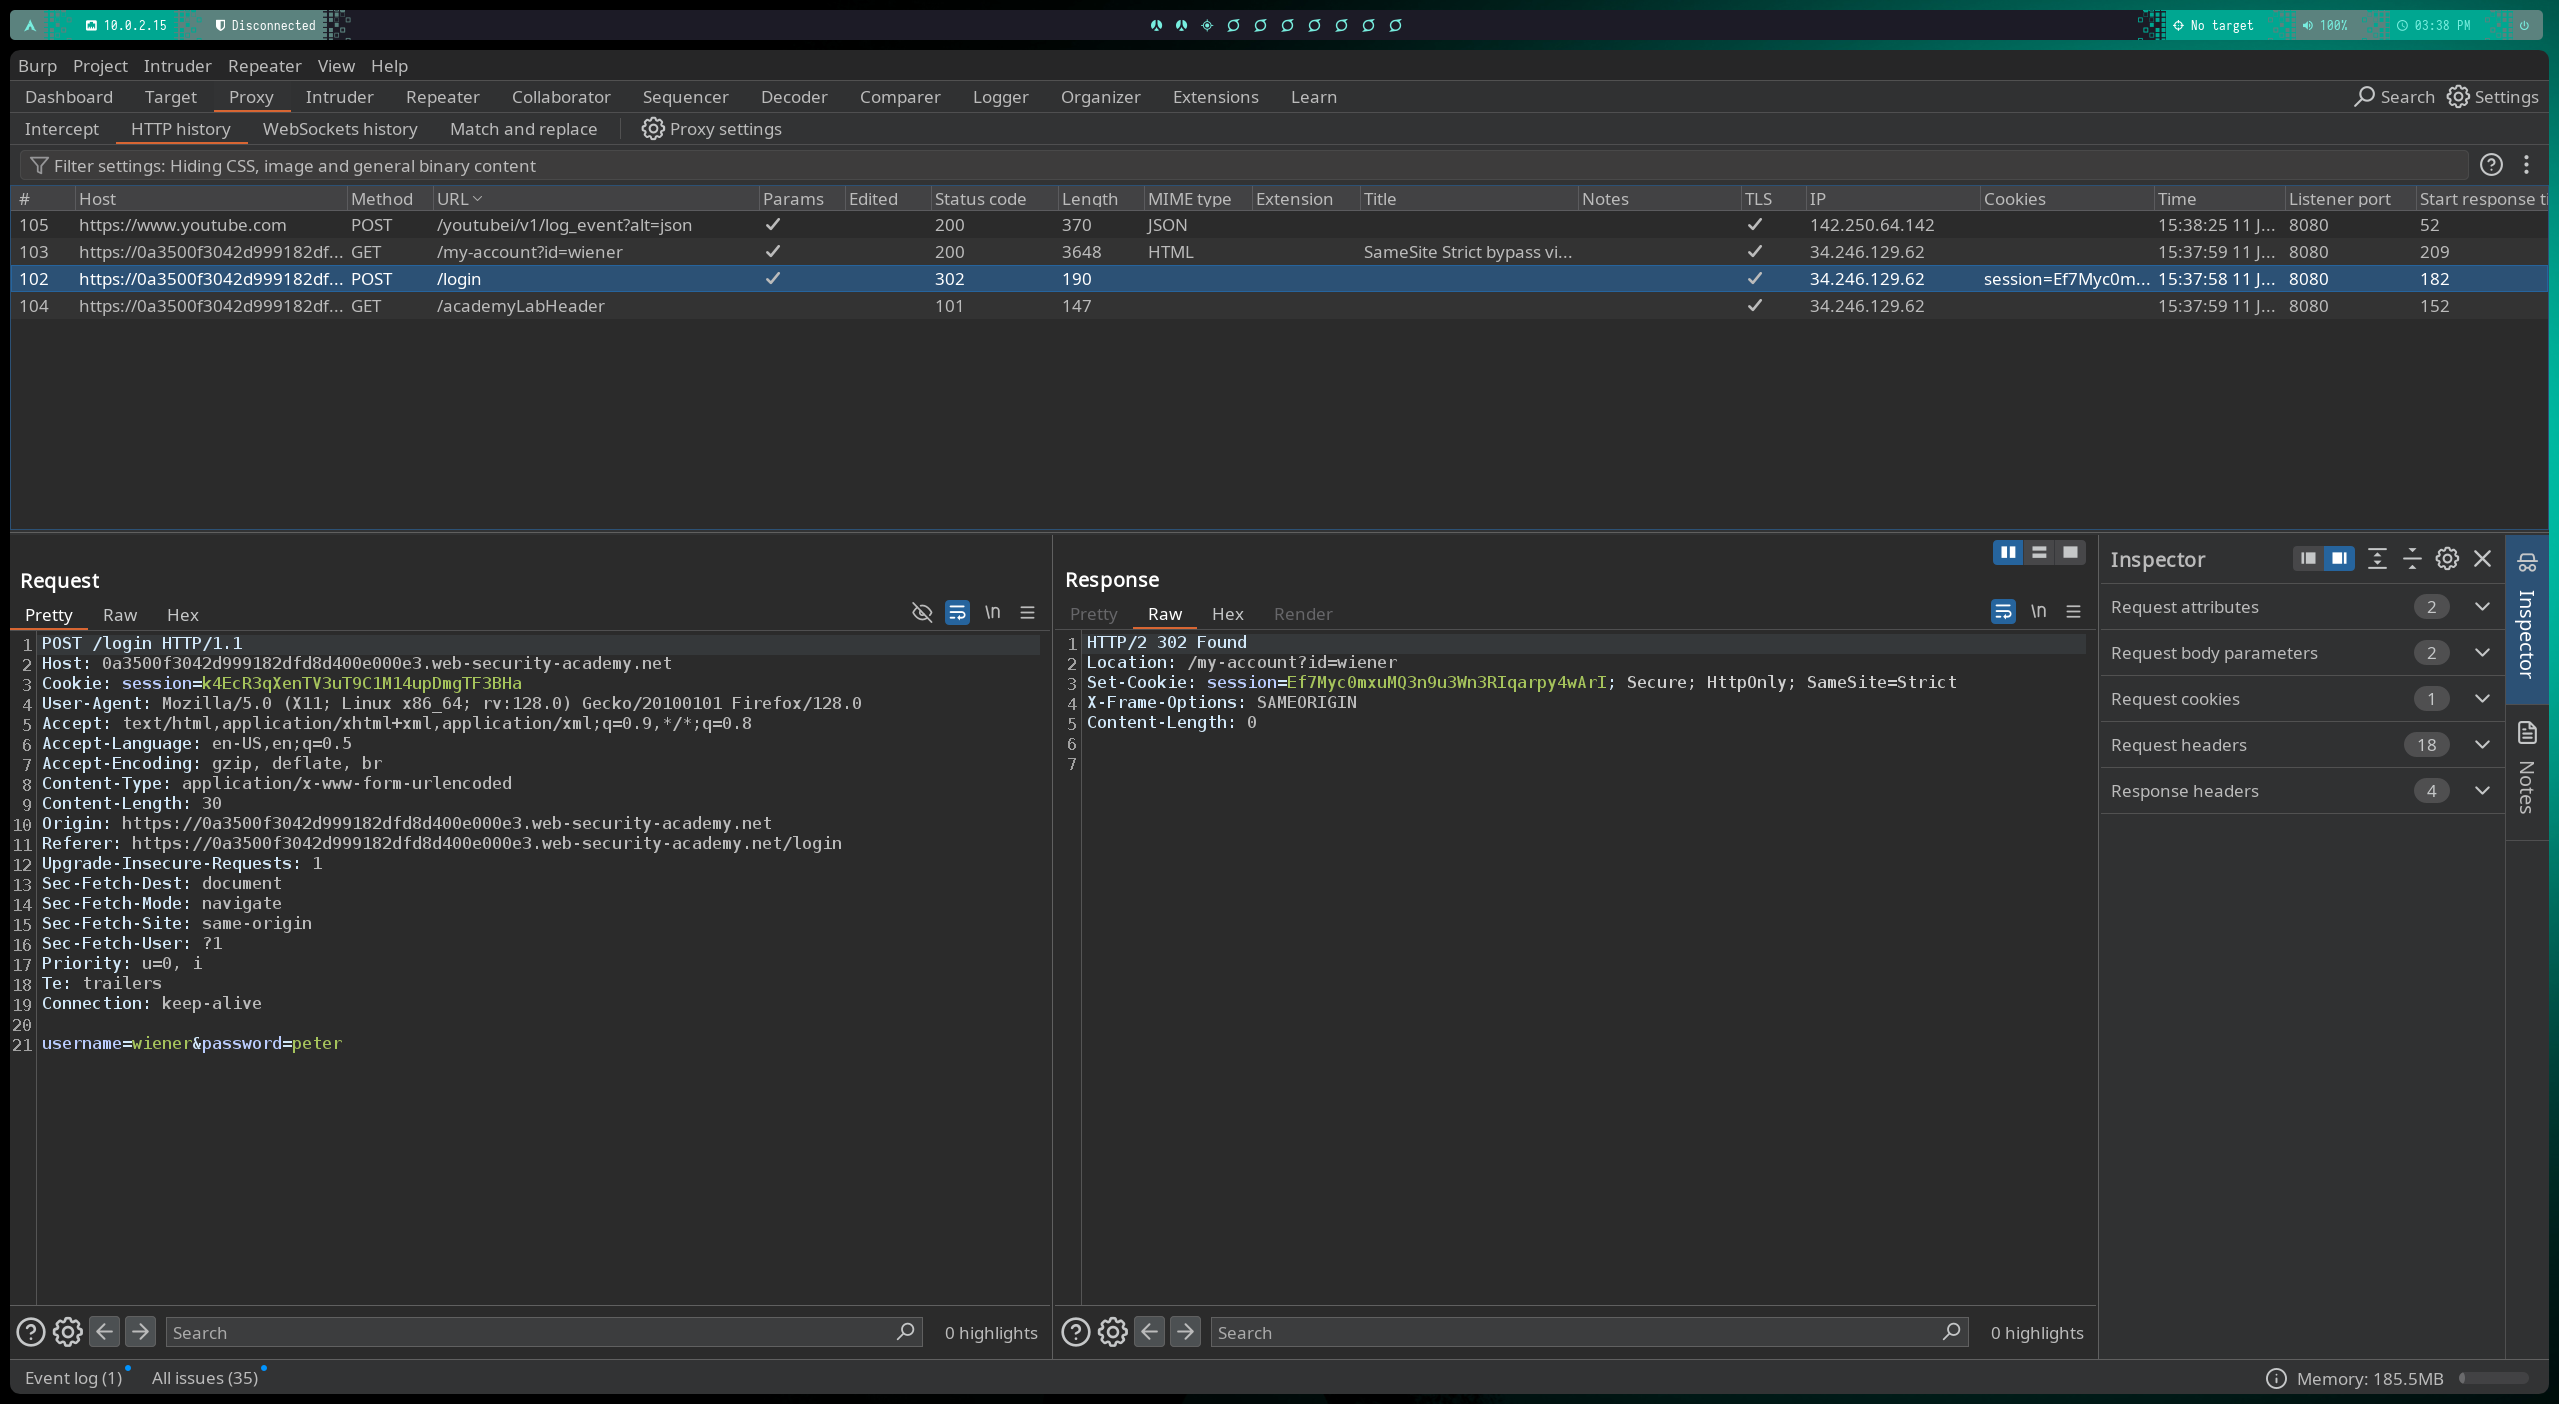 10.0.2.15 Disconnected No target 100% 03:38 PM
Burp Project Intruder Repeater View Help
Dashboard Target Proxy Intruder Repeater Collaborator Sequencer Decoder Comparer Logger Organizer Extensions Learn Search Settings
Intercept HTTP history WebSockets history Match and replace Proxy settings
Filter settings: Hiding CSS, image and general binary content
# Host Method URL Params Edited Status code Length MIME type Extension Title Notes TLS IP Cookies Time Listener port Start response ti
105 https://www.youtube.com POST /youtubei/v1/log_event?alt=json ✓ 200 370 JSON ✓ 142.250.64.142 15:38:25 11 J... 8080 52
103 https://0a3500f3042d999182df... GET /my-account?id=wiener ✓ 200 3648 HTML SameSite Strict bypass vi... ✓ 34.246.129.62 15:37:59 11 J... 8080 209
102 https://0a3500f3042d999182df... POST /login ✓ 302 190 ✓ 34.246.129.62 session=Ef7Myc0m... 15:37:58 11 J... 8080 182
104 https://0a3500f3042d999182df... GET /academyLabHeader 101 147 ✓ 34.246.129.62 15:37:59 11 J... 8080 152
Request
Pretty Raw Hex \n
1 POST /login HTTP/1.1
2 Host: 0a3500f3042d999182dfd8d400e000e3.web-security-academy.net
3 Cookie: session=k4EcR3qXenTV3uT9C1M14upDmgTF3BHa
4 User-Agent: Mozilla/5.0 (X11; Linux x86_64; rv:128.0) Gecko/20100101 Firefox/128.0
5 Accept: text/html,application/xhtml+xml,application/xml;q=0.9,*/*;q=0.8
6 Accept-Language: en-US,en;q=0.5
7 Accept-Encoding: gzip, deflate, br
8 Content-Type: application/x-www-form-urlencoded
9 Content-Length: 30
10 Origin: https://0a3500f3042d999182dfd8d400e000e3.web-security-academy.net
11 Referer: https://0a3500f3042d999182dfd8d400e000e3.web-security-academy.net/login
12 Upgrade-Insecure-Requests: 1
13 Sec-Fetch-Dest: document
14 Sec-Fetch-Mode: navigate
15 Sec-Fetch-Site: same-origin
16 Sec-Fetch-User: ?1
17 Priority: u=0, i
18 Te: trailers
19 Connection: keep-alive
20
21 username=wiener&password=peter
Search 0 highlights
Response
Pretty Raw Hex Render \n
1 HTTP/2 302 Found
2 Location: /my-account?id=wiener
3 Set-Cookie: session=Ef7Myc0mxuMQ3n9u3Wn3RIqarpy4wArI; Secure; HttpOnly; SameSite=Strict
4 X-Frame-Options: SAMEORIGIN
5 Content-Length: 0
6
7
Search 0 highlights
Inspector
Request attributes 2
Request body parameters 2
Request cookies 1
Request headers 18
Response headers 4
Inspector
Notes
Event log (1) All issues (35) Memory: 185.5MB